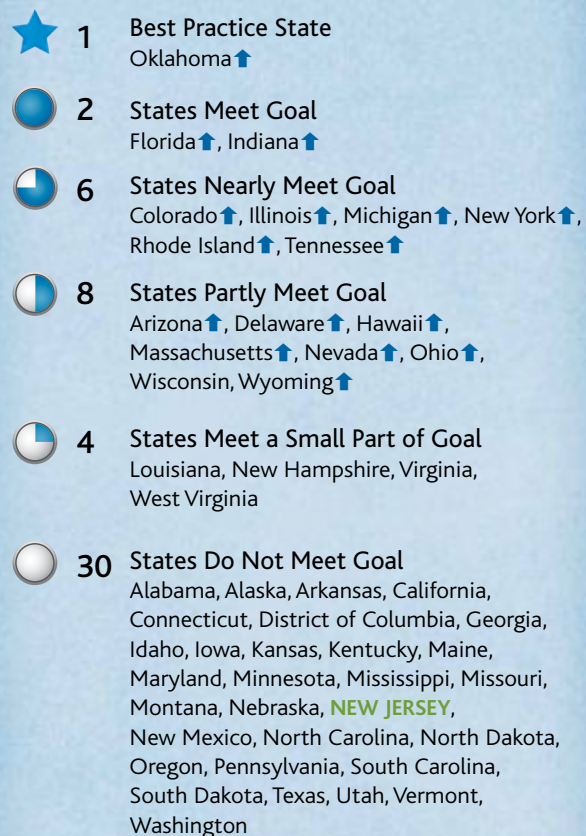 1 Best Practice State
Oklahoma⬆
2 States Meet Goal
Florida⬆, Indiana⬆
6 States Nearly Meet Goal
Colorado⬆, Illinois⬆, Michigan⬆, New York⬆,
Rhode Island⬆, Tennessee⬆
8 States Partly Meet Goal
Arizona⬆, Delaware⬆, Hawaii⬆,
Massachusetts⬆, Nevada⬆, Ohio⬆,
Wisconsin, Wyoming⬆
4 States Meet a Small Part of Goal
Louisiana, New Hampshire, Virginia,
West Virginia
30 States Do Not Meet Goal
Alabama, Alaska, Arkansas, California,
Connecticut, District of Columbia, Georgia,
Idaho, Iowa, Kansas, Kentucky, Maine,
Maryland, Minnesota, Mississippi, Missouri,
Montana, Nebraska, NEW JERSEY,
New Mexico, North Carolina, North Dakota,
Oregon, Pennsylvania, South Carolina,
South Dakota, Texas, Utah, Vermont,
Washington